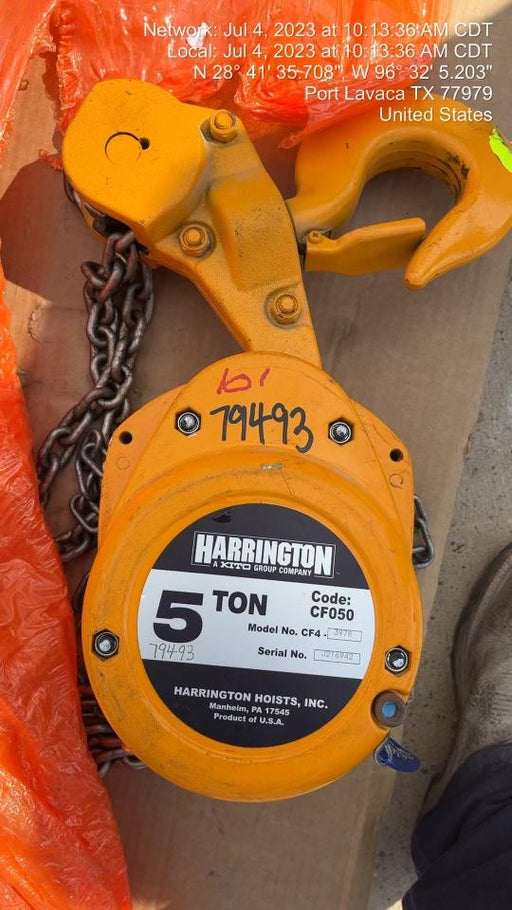 Network: Jul 4, 2023 at 10:13:36 AM CDT
Local: Jul 4, 2023 at 10:13:36 AM CDT
N 28° 41' 35.708", W 96° 32' 5.203"
Port Lavaca TX 77979
United States
10'
79493
HARRINGTON
A KITO GROUP COMPANY
5 TON
Code:
CF050
Model No. CF4 - 3978
79493
Serial No. J216942
HARRINGTON HOISTS, INC.
Manheim, PA 17545
Product of U.S.A.